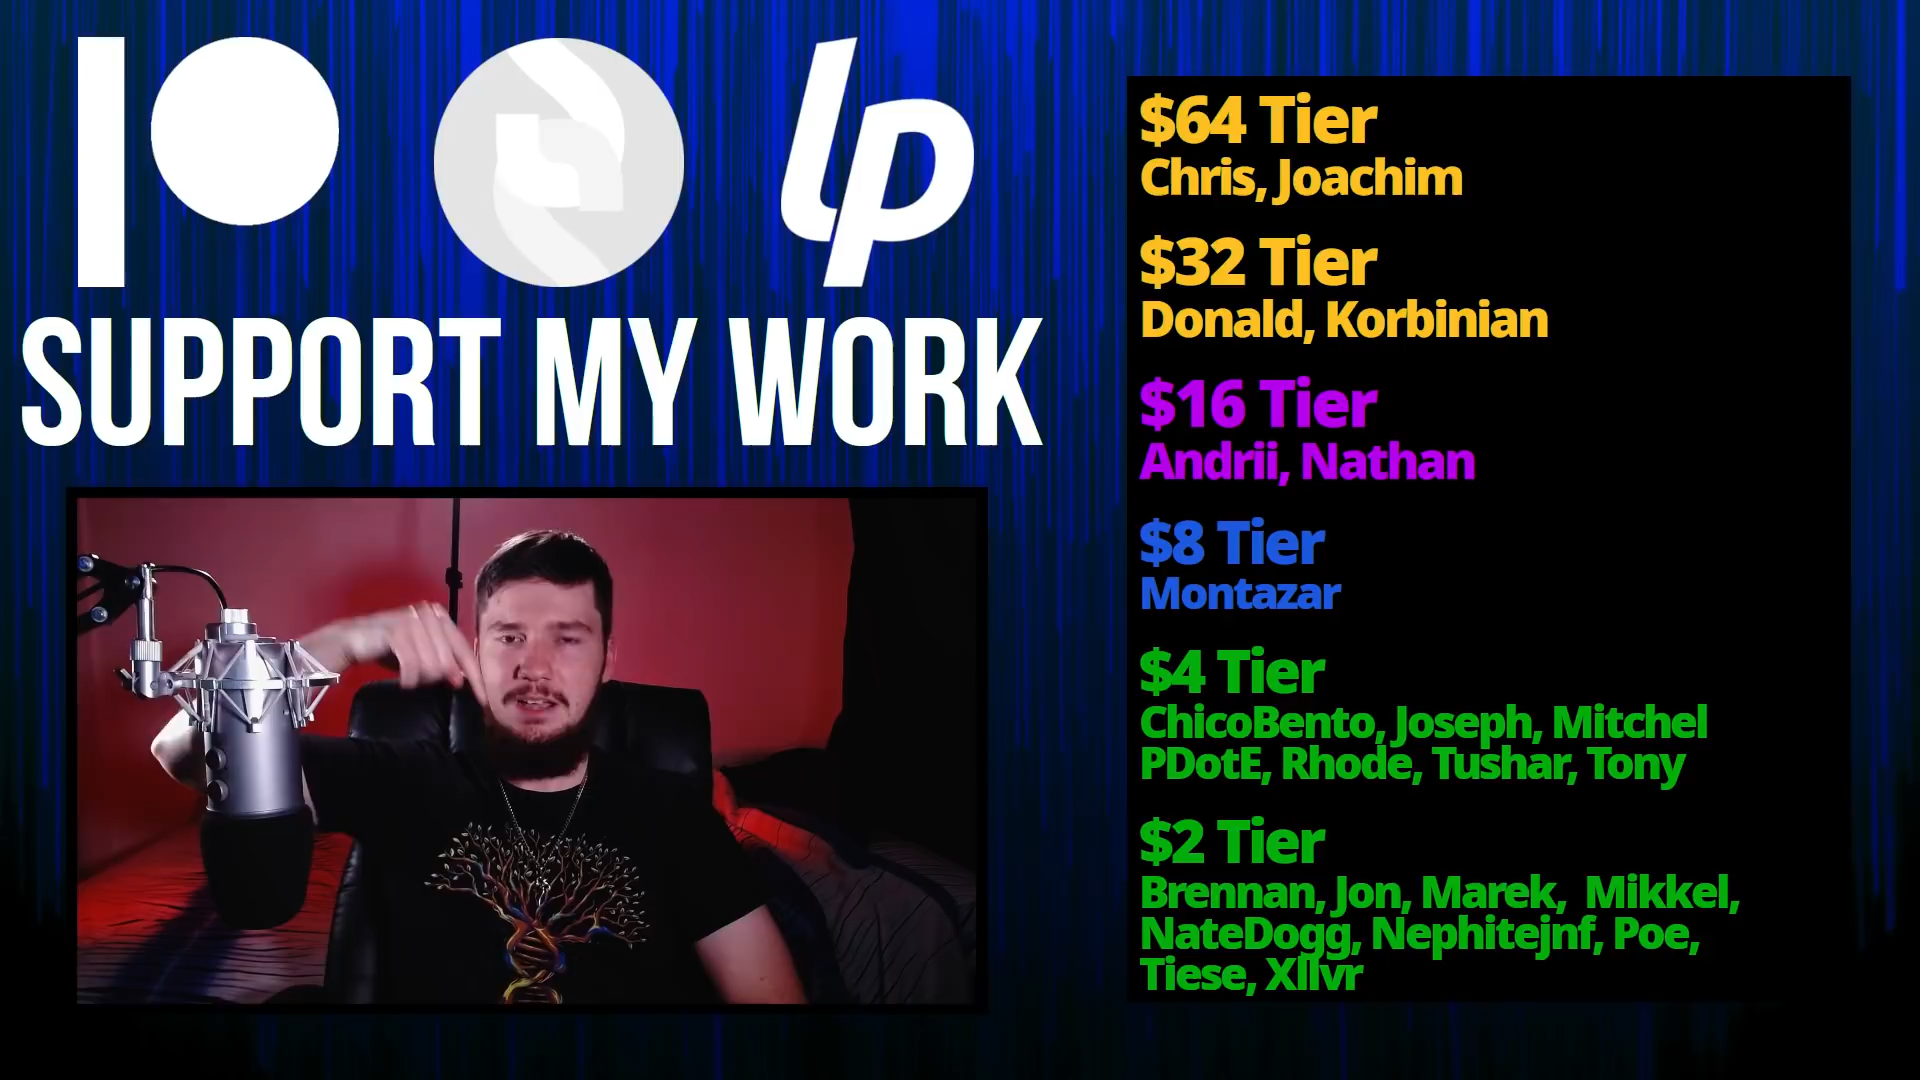 lp
SUPPORT MY WORK
$64 Tier
Chris, Joachim
$32 Tier
Donald, Korbinian
$16 Tier
Andrii, Nathan
$8 Tier
Montazar
$4 Tier
ChicoBento, Joseph, Mitchel
PDotE, Rhode, Tushar, Tony
$2 Tier
Brennan, Jon, Marek, Mikkel,
NateDogg, Nephitejnf, Poe,
Tiese, Xllvr